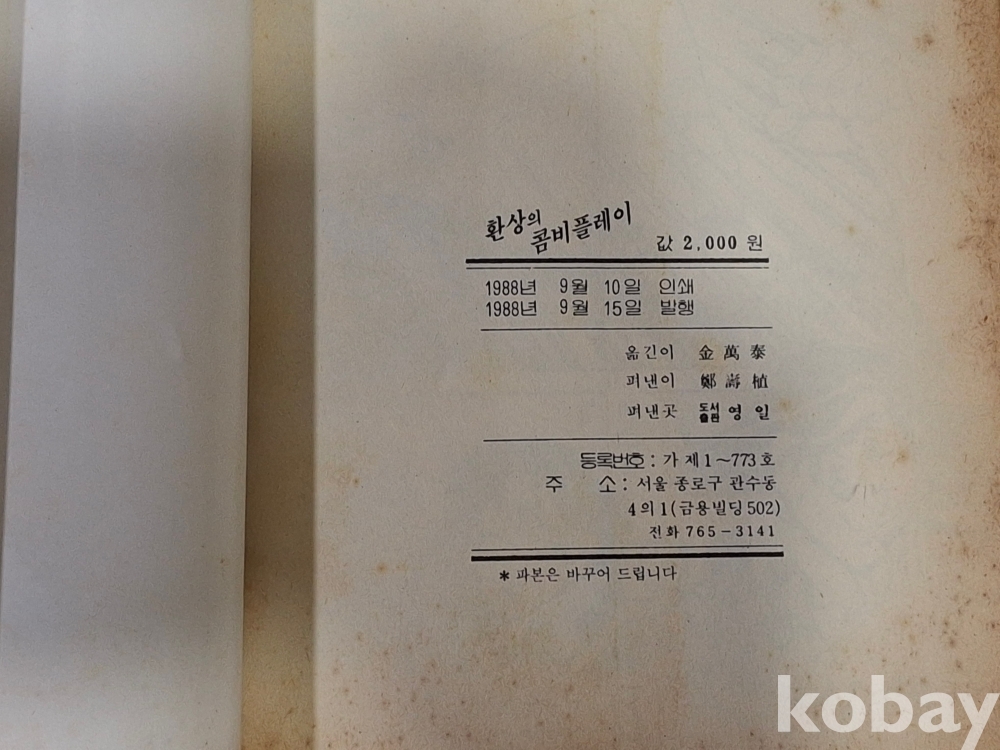 환상의
콤비플레이
값 2,000 원
1988년 9월 10일 인쇄
1988년 9월 15일 발행
옮긴이 金萬泰
펴낸이 鄭壽植
펴낸곳 도서출판 영일
등록번호 : 가 제1~773호
주 소 : 서울 종로구 관수동
4의1(금용빌딩 502)
전화 765-3141
* 파본은 바꾸어 드립니다
kobay